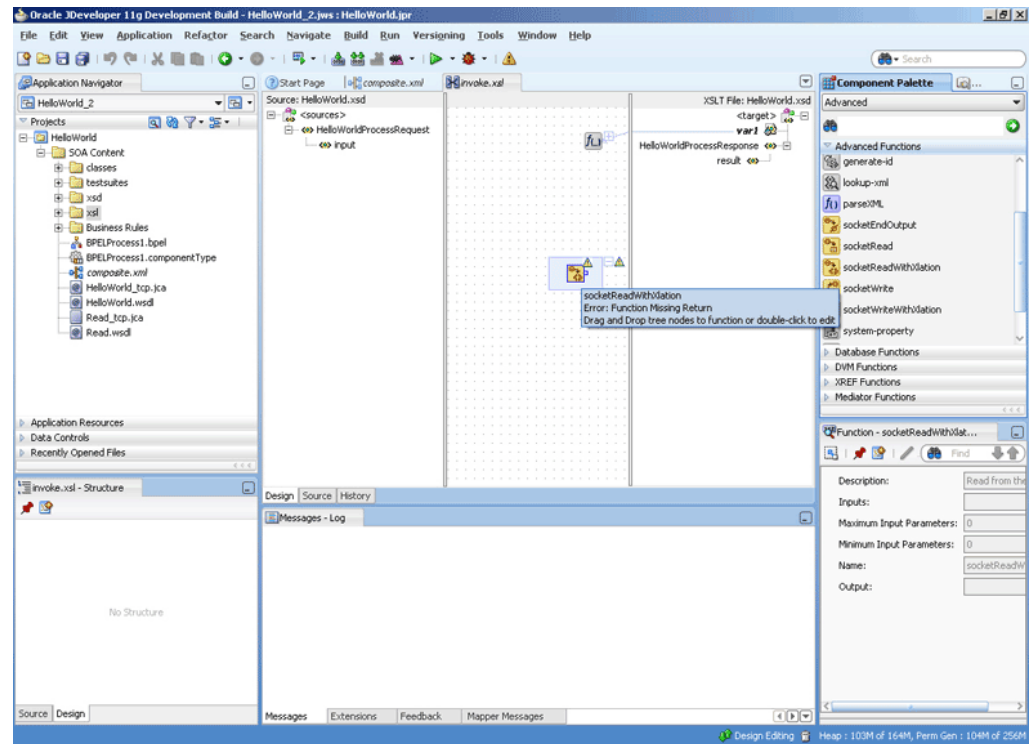 Oracle JDeveloper 11g Development Build - HelloWorld_2.jws : HelloWorld.jpr
File Edit View Application Refactor Search Navigate Build Run Versioning Tools Window Help
Search
Application Navigator
HelloWorld_2
Projects
HelloWorld
SOA Content
classes
testsuites
xsd
xsl
Business Rules
BPELProcess1.bpel
BPELProcess1.componentType
composite.xml
HelloWorld_tcp.jca
HelloWorld.wsdl
Read_tcp.jca
Read.wsdl
Application Resources
Data Controls
Recently Opened Files
invoke.xsl - Structure
No Structure
Source Design
Start Page composite.xml invoke.xsl
Source: HelloWorld.xsd
XSLT File: HelloWorld.xsd
<sources>
HelloWorldProcessRequest
input
<target>
var1
HelloWorldProcessResponse
result
socketReadWithXlation
Error: Function Missing Return
Drag and Drop tree nodes to function or double-click to edit
Design Source History
Messages - Log
Messages Extensions Feedback Mapper Messages
Component Palette
Advanced
Advanced Functions
generate-id
lookup-xml
parseXML
socketEndOutput
socketRead
socketReadWithXlation
socketWrite
socketWriteWithXlation
system-property
Database Functions
DVM Functions
XREF Functions
Mediator Functions
Function - socketReadWithXlat...
Find
Description: Read from the
Inputs:
Maximum Input Parameters: 0
Minimum Input Parameters: 0
Name: socketReadW
Output:
Design Editing Heap : 103M of 164M, Perm Gen : 104M of 256M